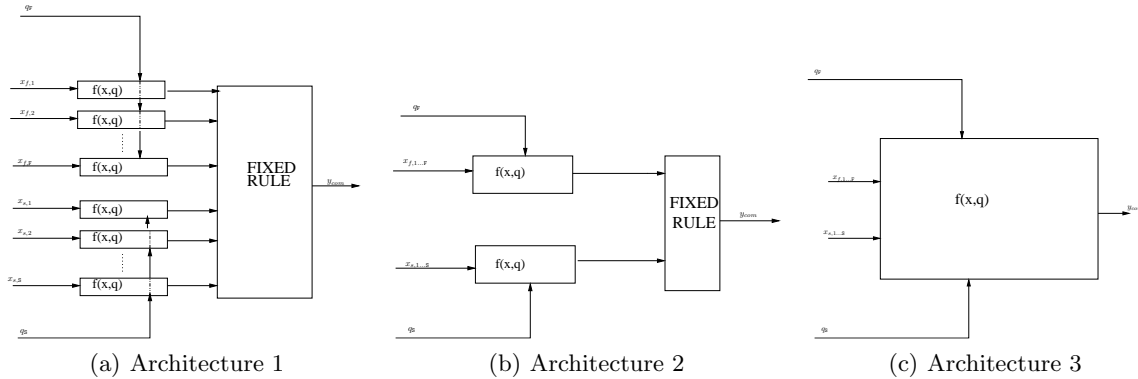 q_F
x_{f,1}
f(x,q)
x_{f,2}
f(x,q)
x_{f,F}
f(x,q)
x_{s,1}
f(x,q)
x_{s,2}
f(x,q)
x_{s,S}
f(x,q)
q_S
FIXED
RULE
y_{com}
(a) Architecture 1
q_F
x_{f,1...F}
f(x,q)
x_{s,1...S}
f(x,q)
q_S
FIXED
RULE
y_{com}
(b) Architecture 2
q_F
x_{f,1...F}
x_{s,1...S}
f(x,q)
y_{co
q_S
(c) Architecture 3